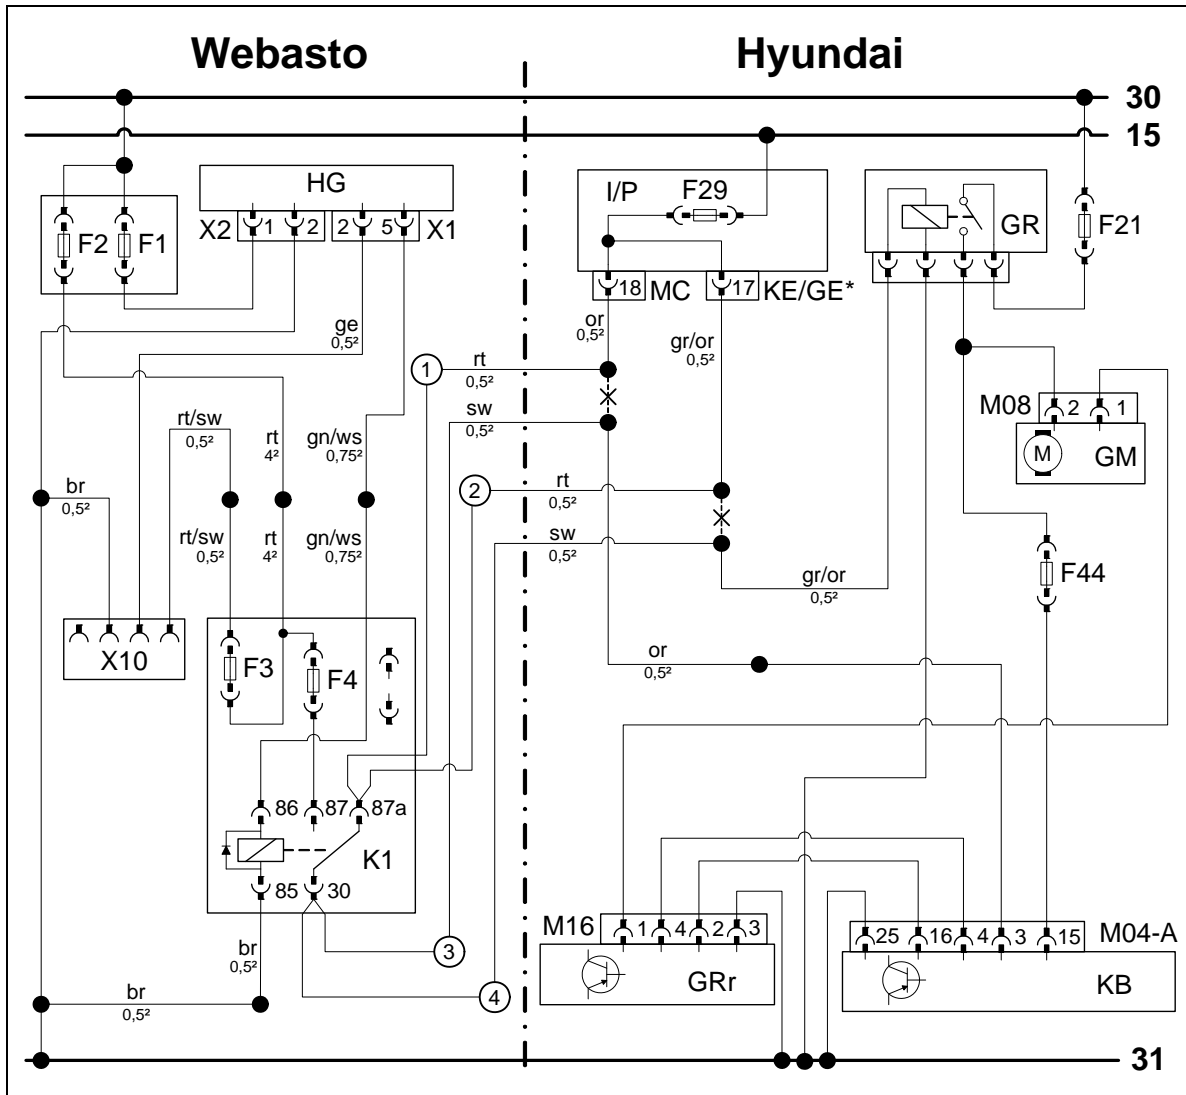 Webasto Hyundai
30
15
HG
I/P F29
GR
F21
F2 F1
X2 1 2 2 5 X1
18 MC 17 KE/GE*
or
0,5²
gr/or
0,5²
ge
0,5²
1 rt
0,5²
sw
0,5²
M08 2 1
M GM
rt/sw
0,5²
rt
4²
gn/ws
0,75²
br
0,5²
2 rt
0,5²
sw
0,5²
rt/sw
0,5²
rt
4²
gn/ws
0,75²
gr/or
0,5²
F44
X10
F3 F4
or
0,5²
86 87 87a
K1
85 30
M16 1 4 2 3
25 16 4 3 15 M04-A
br
0,5²
3
GRr
KB
br
0,5²
4
31